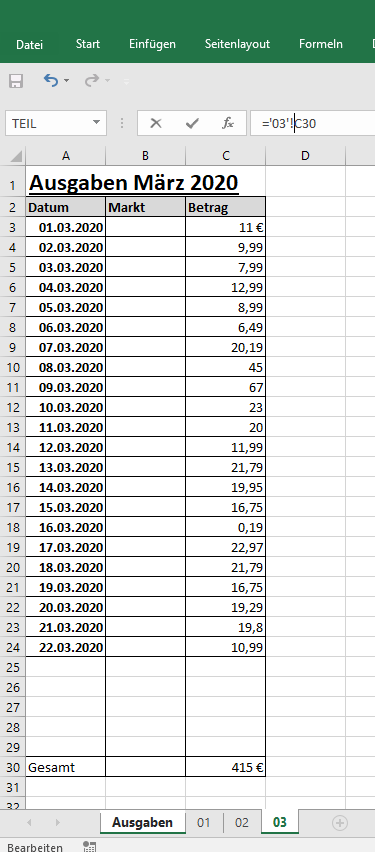 Datei Start Einfügen Seitenlayout Formeln
TEIL fx ='03'!C30
A B C D
1 Ausgaben März 2020
2 Datum Markt Betrag
3 01.03.2020 11 €
4 02.03.2020 9,99
5 03.03.2020 7,99
6 04.03.2020 12,99
7 05.03.2020 8,99
8 06.03.2020 6,49
9 07.03.2020 20,19
10 08.03.2020 45
11 09.03.2020 67
12 10.03.2020 23
13 11.03.2020 20
14 12.03.2020 11,99
15 13.03.2020 21,79
16 14.03.2020 19,95
17 15.03.2020 16,75
18 16.03.2020 0,19
19 17.03.2020 22,97
20 18.03.2020 21,79
21 19.03.2020 16,75
22 20.03.2020 19,29
23 21.03.2020 19,8
24 22.03.2020 10,99
25
26
27
28
29
30 Gesamt 415 €
31
32
Ausgaben 01 02 03
Bearbeiten